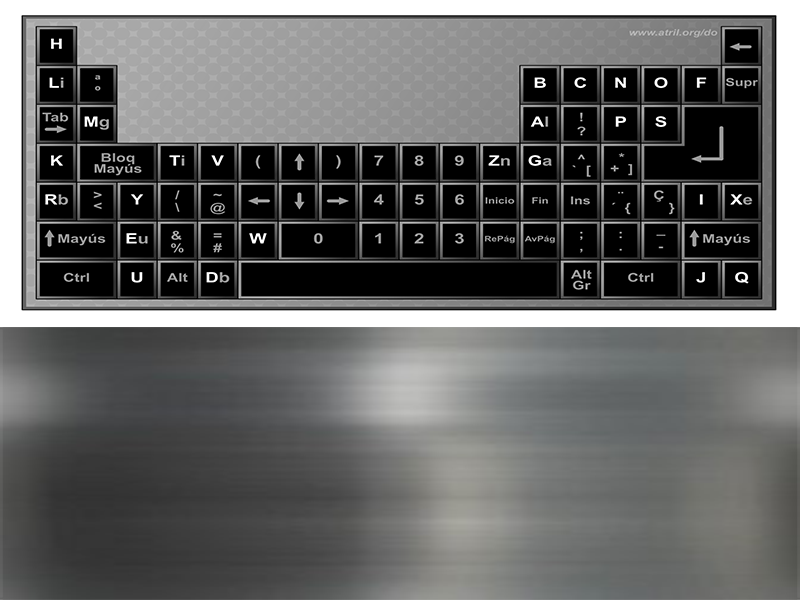 www.atril.org/do
H ←
Li a o B C N O F Supr
Tab → Mg Al ! ? P S
K Bloq Mayús Ti V ( ↑ ) 7 8 9 Zn Ga ^ ` [ * + ] ↵
Rb > < Y / \ ~ @ ← ↓ → 4 5 6 Inicio Fin Ins ¨ ´ { Ç } I Xe
↑ Mayús Eu & % = # W 0 1 2 3 RePág AvPág ; , : . _ - ↑ Mayús
Ctrl U Alt Db Alt Gr Ctrl J Q